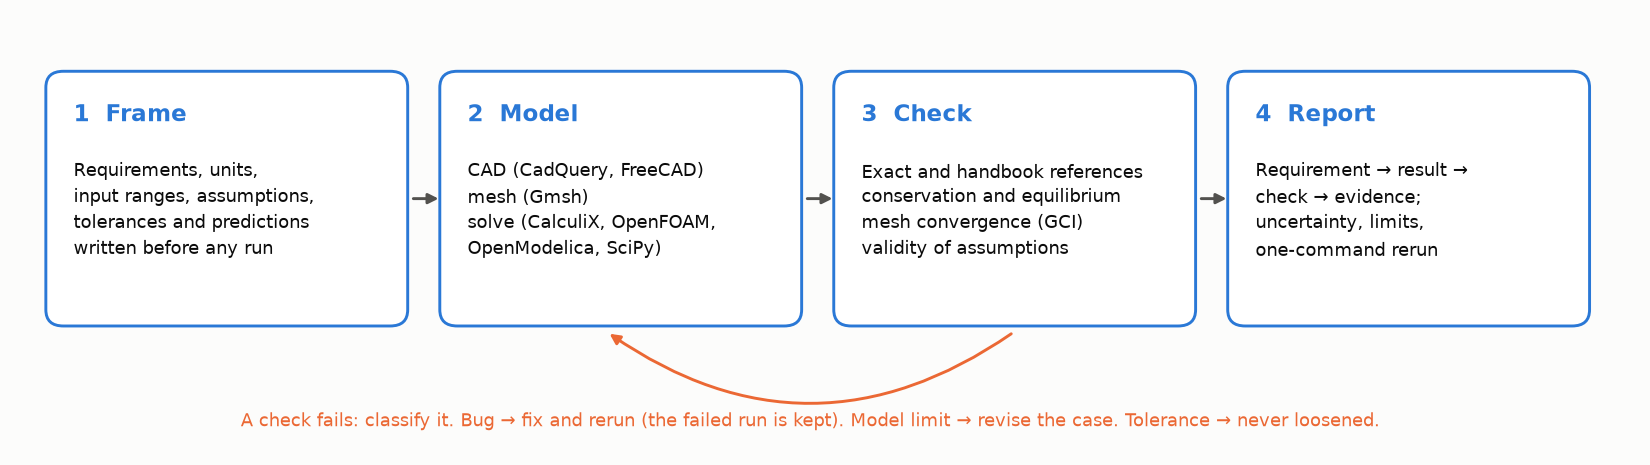 1 Frame
Requirements, units,
input ranges, assumptions,
tolerances and predictions
written before any run
2 Model
CAD (CadQuery, FreeCAD)
mesh (Gmsh)
solve (CalculiX, OpenFOAM,
OpenModelica, SciPy)
3 Check
Exact and handbook references
conservation and equilibrium
mesh convergence (GCI)
validity of assumptions
4 Report
Requirement → result →
check → evidence;
uncertainty, limits,
one-command rerun
A check fails: classify it. Bug → fix and rerun (the failed run is kept). Model limit → revise the case. Tolerance → never loosened.